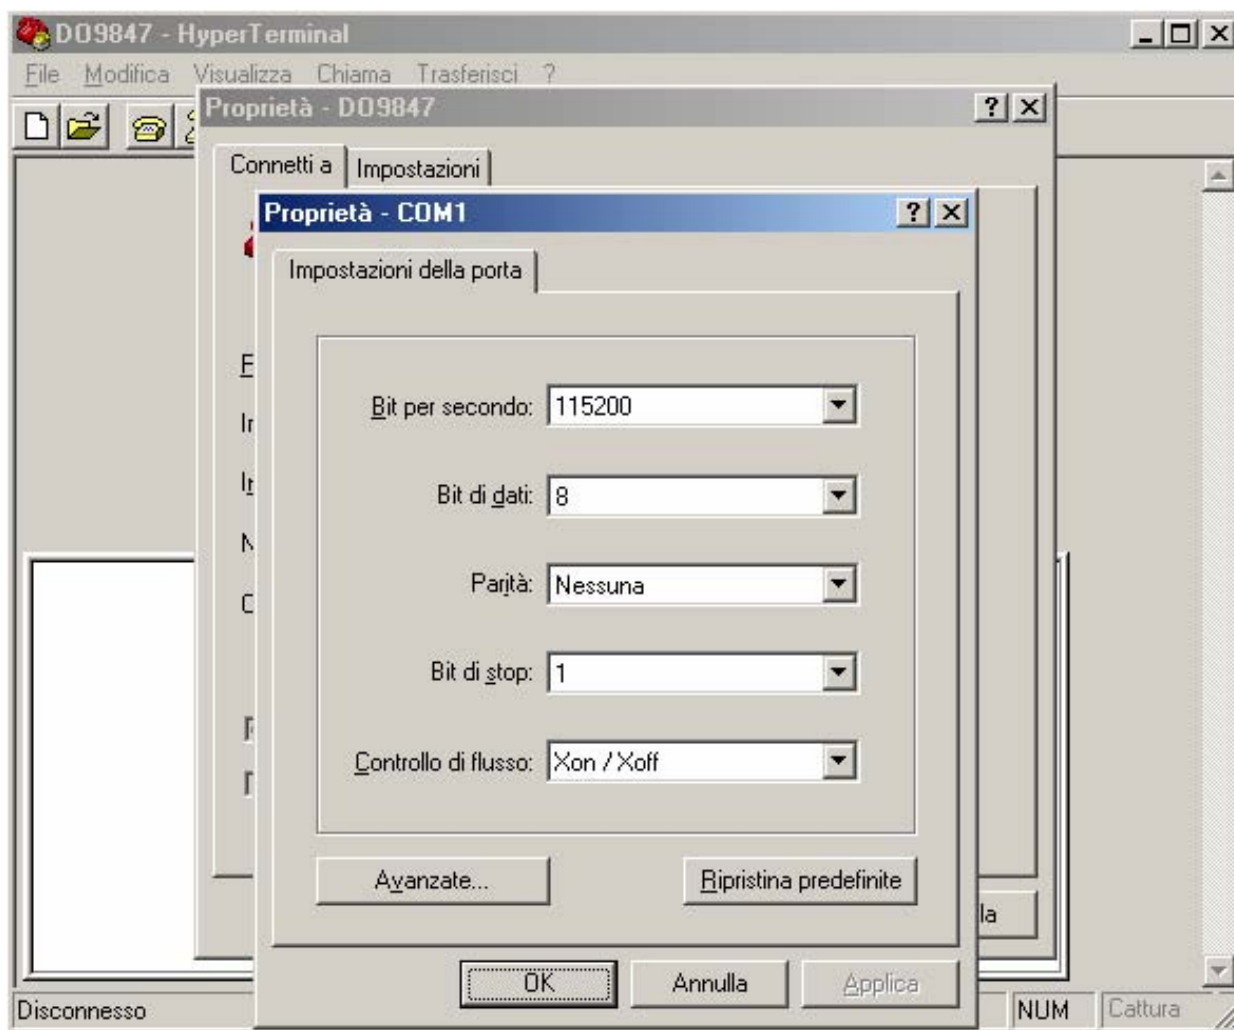 DO9847 - HyperTerminal
File Modifica Visualizza Chiama Trasferisci ?
Proprietà - DO9847
Connetti a Impostazioni
Proprietà - COM1
Impostazioni della porta
Bit per secondo: 115200
Bit di dati: 8
Parità: Nessuna
Bit di stop: 1
Controllo di flusso: Xon / Xoff
Avanzate... Ripristina predefinite
OK Annulla Applica
Disconnesso NUM Cattura